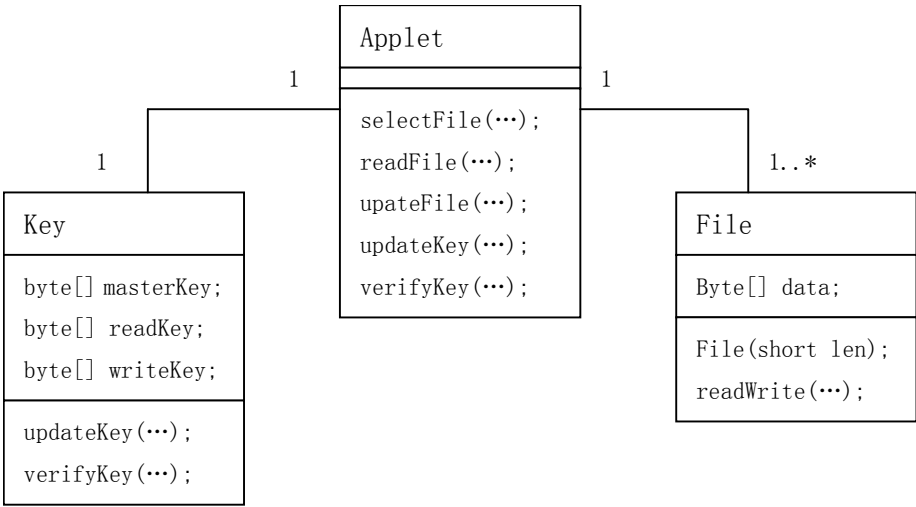 Applet
1
1
selectFile(…);
readFile(…);
upateFile(…);
updateKey(…);
verifyKey(…);
1
1..*
Key
byte[] masterKey;
byte[] readKey;
byte[] writeKey;
updateKey(…);
verifyKey(…);
File
Byte[] data;
File(short len);
readWrite(…);